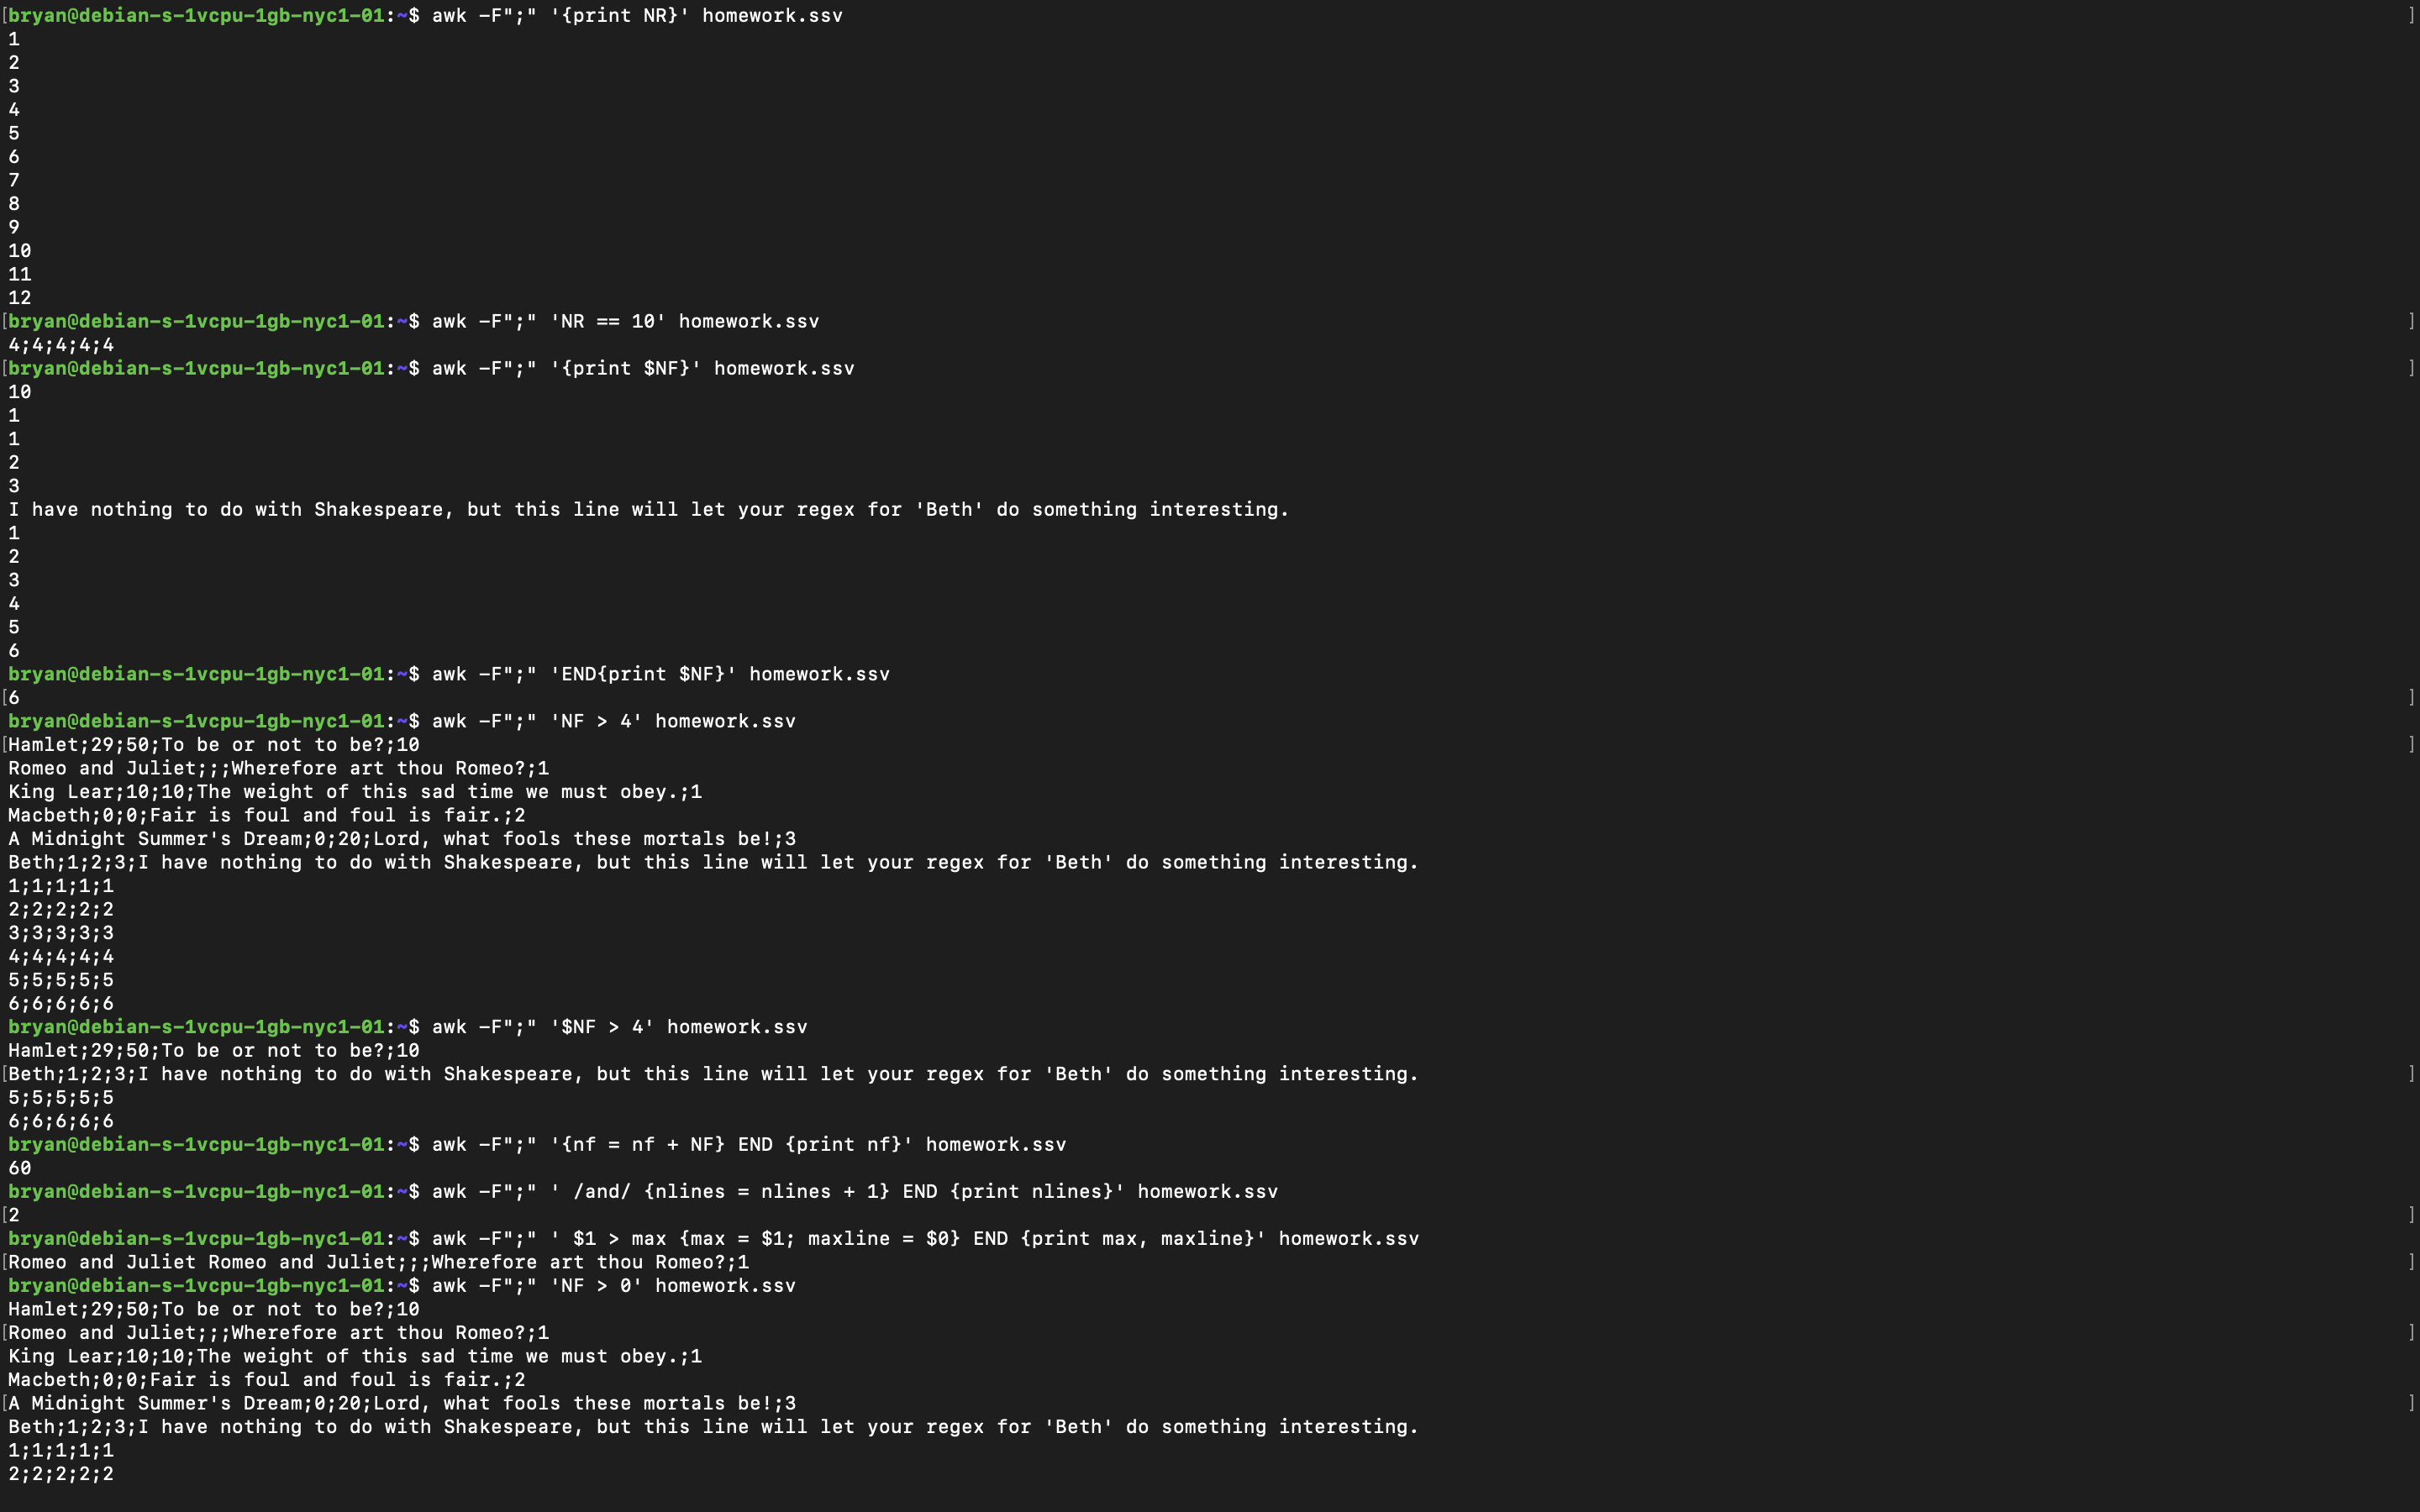 [bryan@debian-s-1vcpu-1gb-nyc1-01:~$ awk -F";" '{print NR}' homework.ssv ]
1
2
3
4
5
6
7
8
9
10
11
12
[bryan@debian-s-1vcpu-1gb-nyc1-01:~$ awk -F";" 'NR == 10' homework.ssv ]
4;4;4;4;4
[bryan@debian-s-1vcpu-1gb-nyc1-01:~$ awk -F";" '{print $NF}' homework.ssv ]
10
1
1
2
3
I have nothing to do with Shakespeare, but this line will let your regex for 'Beth' do something interesting.
1
2
3
4
5
6
bryan@debian-s-1vcpu-1gb-nyc1-01:~$ awk -F";" 'END{print $NF}' homework.ssv
[6 ]
bryan@debian-s-1vcpu-1gb-nyc1-01:~$ awk -F";" 'NF > 4' homework.ssv
[Hamlet;29;50;To be or not to be?;10 ]
Romeo and Juliet;;;Wherefore art thou Romeo?;1
King Lear;10;10;The weight of this sad time we must obey.;1
Macbeth;0;0;Fair is foul and foul is fair.;2
A Midnight Summer's Dream;0;20;Lord, what fools these mortals be!;3
Beth;1;2;3;I have nothing to do with Shakespeare, but this line will let your regex for 'Beth' do something interesting.
1;1;1;1;1
2;2;2;2;2
3;3;3;3;3
4;4;4;4;4
5;5;5;5;5
6;6;6;6;6
bryan@debian-s-1vcpu-1gb-nyc1-01:~$ awk -F";" '$NF > 4' homework.ssv
Hamlet;29;50;To be or not to be?;10
[Beth;1;2;3;I have nothing to do with Shakespeare, but this line will let your regex for 'Beth' do something interesting. ]
5;5;5;5;5
6;6;6;6;6
bryan@debian-s-1vcpu-1gb-nyc1-01:~$ awk -F";" '{nf = nf + NF} END {print nf}' homework.ssv
60
bryan@debian-s-1vcpu-1gb-nyc1-01:~$ awk -F";" ' /and/ {nlines = nlines + 1} END {print nlines}' homework.ssv
[2 ]
bryan@debian-s-1vcpu-1gb-nyc1-01:~$ awk -F";" ' $1 > max {max = $1; maxline = $0} END {print max, maxline}' homework.ssv
[Romeo and Juliet Romeo and Juliet;;;Wherefore art thou Romeo?;1 ]
bryan@debian-s-1vcpu-1gb-nyc1-01:~$ awk -F";" 'NF > 0' homework.ssv
Hamlet;29;50;To be or not to be?;10
[Romeo and Juliet;;;Wherefore art thou Romeo?;1 ]
King Lear;10;10;The weight of this sad time we must obey.;1
Macbeth;0;0;Fair is foul and foul is fair.;2
[A Midnight Summer's Dream;0;20;Lord, what fools these mortals be!;3 ]
Beth;1;2;3;I have nothing to do with Shakespeare, but this line will let your regex for 'Beth' do something interesting.
1;1;1;1;1
2;2;2;2;2